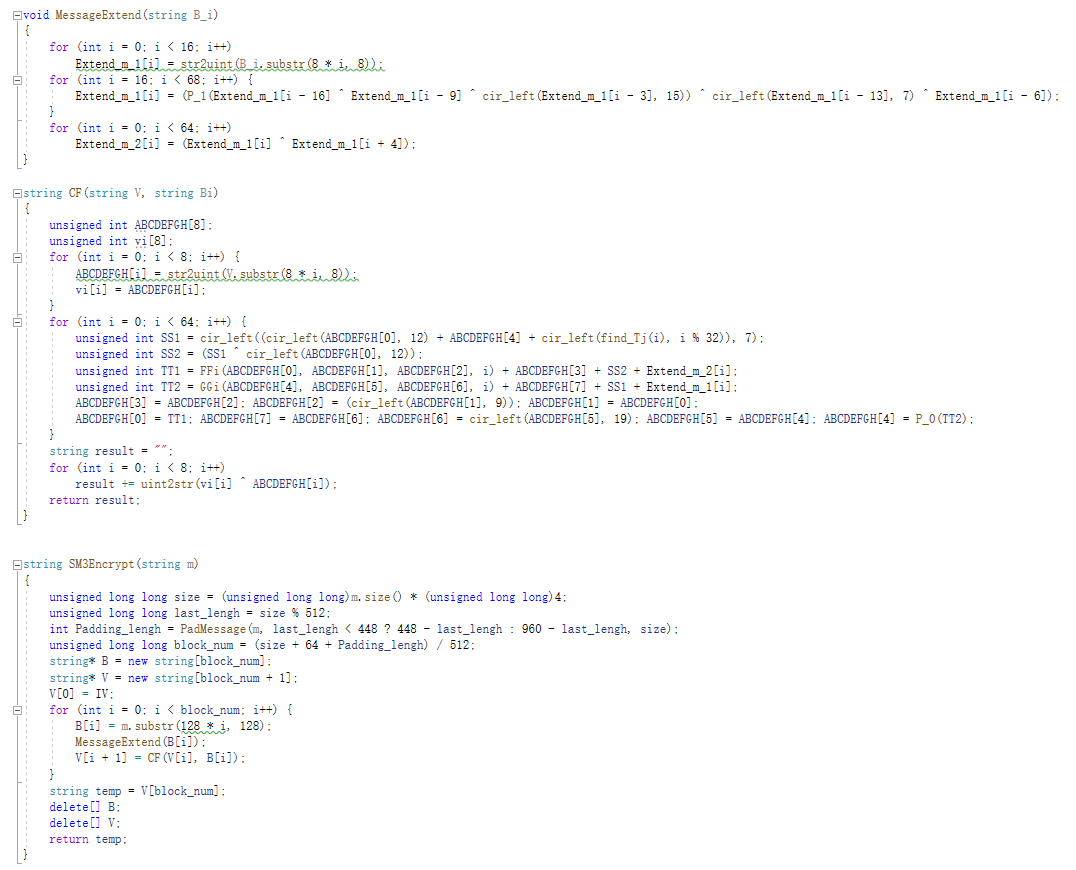 void MessageExtend(string B_i)
{
for (int i = 0; i < 16; i++)
Extend_m_1[i] = str2uint(B_i.substr(8 * i, 8));
for (int i = 16; i < 68; i++) {
Extend_m_1[i] = (P_1(Extend_m_1[i - 16] ^ Extend_m_1[i - 9] ^ cir_left(Extend_m_1[i - 3], 15)) ^ cir_left(Extend_m_1[i - 13], 7) ^ Extend_m_1[i - 6]);
}
for (int i = 0; i < 64; i++)
Extend_m_2[i] = (Extend_m_1[i] ^ Extend_m_1[i + 4]);
}
string CF(string V, string Bi)
{
unsigned int ABCDEFGH[8];
unsigned int vi[8];
for (int i = 0; i < 8; i++) {
ABCDEFGH[i] = str2uint(V.substr(8 * i, 8));
vi[i] = ABCDEFGH[i];
}
for (int i = 0; i < 64; i++) {
unsigned int SS1 = cir_left((cir_left(ABCDEFGH[0], 12) + ABCDEFGH[4] + cir_left(find_Tj(i), i % 32)), 7);
unsigned int SS2 = (SS1 ^ cir_left(ABCDEFGH[0], 12));
unsigned int TT1 = FFi(ABCDEFGH[0], ABCDEFGH[1], ABCDEFGH[2], i) + ABCDEFGH[3] + SS2 + Extend_m_2[i];
unsigned int TT2 = GGi(ABCDEFGH[4], ABCDEFGH[5], ABCDEFGH[6], i) + ABCDEFGH[7] + SS1 + Extend_m_1[i];
ABCDEFGH[3] = ABCDEFGH[2]; ABCDEFGH[2] = (cir_left(ABCDEFGH[1], 9)); ABCDEFGH[1] = ABCDEFGH[0];
ABCDEFGH[0] = TT1; ABCDEFGH[7] = ABCDEFGH[6]; ABCDEFGH[6] = cir_left(ABCDEFGH[5], 19); ABCDEFGH[5] = ABCDEFGH[4]; ABCDEFGH[4] = P_0(TT2);
}
string result = "";
for (int i = 0; i < 8; i++)
result += uint2str(vi[i] ^ ABCDEFGH[i]);
return result;
}
string SM3Encrypt(string m)
{
unsigned long long size = (unsigned long long)m.size() * (unsigned long long)4;
unsigned long long last_lengh = size % 512;
int Padding_lengh = PadMessage(m, last_lengh < 448 ? 448 - last_lengh : 960 - last_lengh, size);
unsigned long long block_num = (size + 64 + Padding_lengh) / 512;
string* B = new string[block_num];
string* V = new string[block_num + 1];
V[0] = IV;
for (int i = 0; i < block_num; i++) {
B[i] = m.substr(128 * i, 128);
MessageExtend(B[i]);
V[i + 1] = CF(V[i], B[i]);
}
string temp = V[block_num];
delete[] B;
delete[] V;
return temp;
}